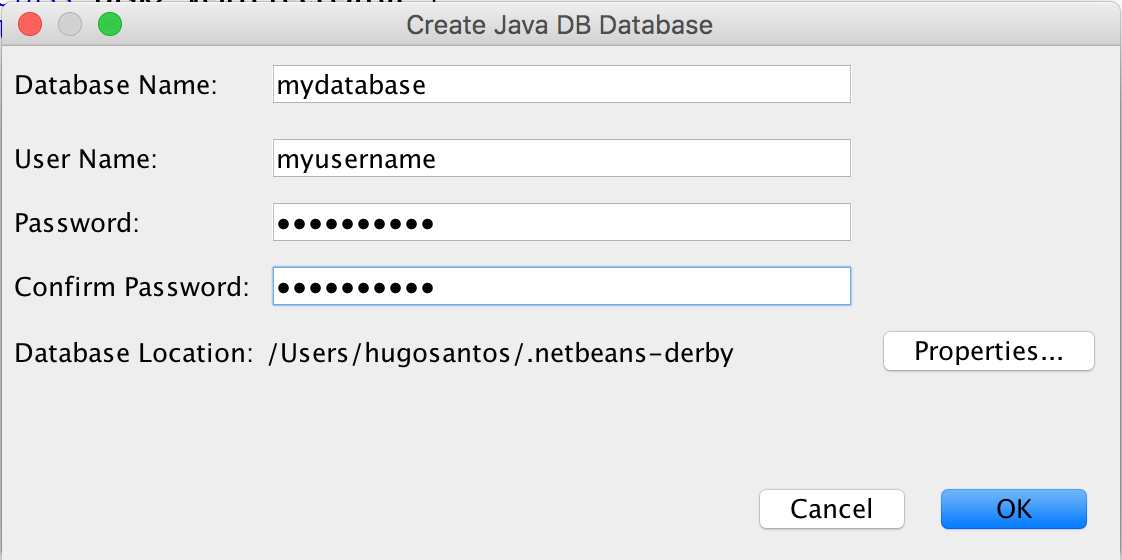 Create Java DB Database
Database Name: mydatabase
User Name: myusername
Password: ••••••••••
Confirm Password: ••••••••••
Database Location: /Users/hugosantos/.netbeans-derby Properties...
Cancel OK